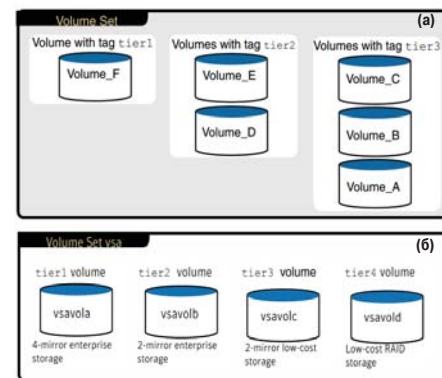 Volume Set
(а)
Volume with tag tier1
Volumes with tag tier2
Volumes with tag tier3
Volume_F
Volume_E
Volume_C
Volume_D
Volume_B
Volume_A
Volume Set vsa
(б)
tier1 volume
tier2 volume
tier3 volume
tier4 volume
vsavola
vsavolb
vsavolc
vsavold
4-mirror enterprise
storage
2-mirror enterprise
storage
2-mirror low-cost
storage
Low-cost RAID
storage